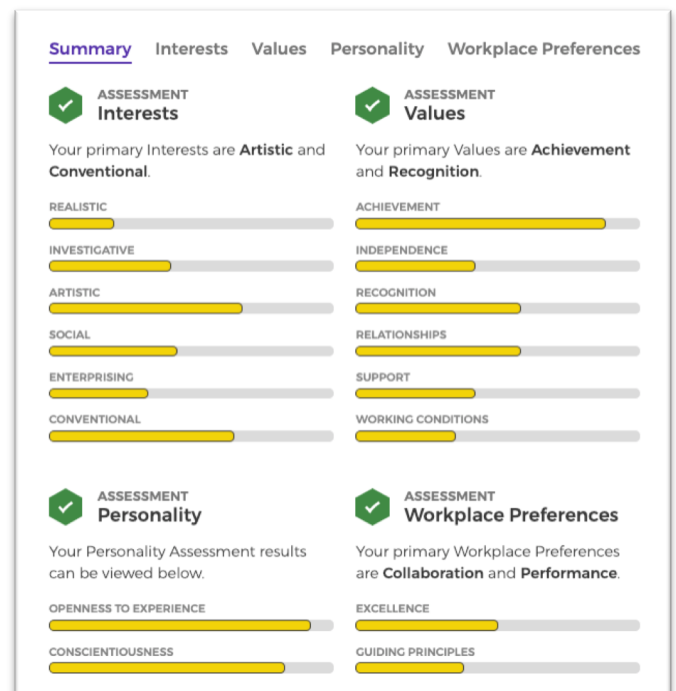 Summary Interests Values Personality Workplace Preferences
ASSESSMENT
Interests
Your primary Interests are Artistic and
Conventional.
REALISTIC
INVESTIGATIVE
ARTISTIC
SOCIAL
ENTERPRISING
CONVENTIONAL
ASSESSMENT
Values
Your primary Values are Achievement
and Recognition.
ACHIEVEMENT
INDEPENDENCE
RECOGNITION
RELATIONSHIPS
SUPPORT
WORKING CONDITIONS
ASSESSMENT
Personality
Your Personality Assessment results
can be viewed below.
OPENNESS TO EXPERIENCE
CONSCIENTIOUSNESS
ASSESSMENT
Workplace Preferences
Your primary Workplace Preferences
are Collaboration and Performance.
EXCELLENCE
GUIDING PRINCIPLES